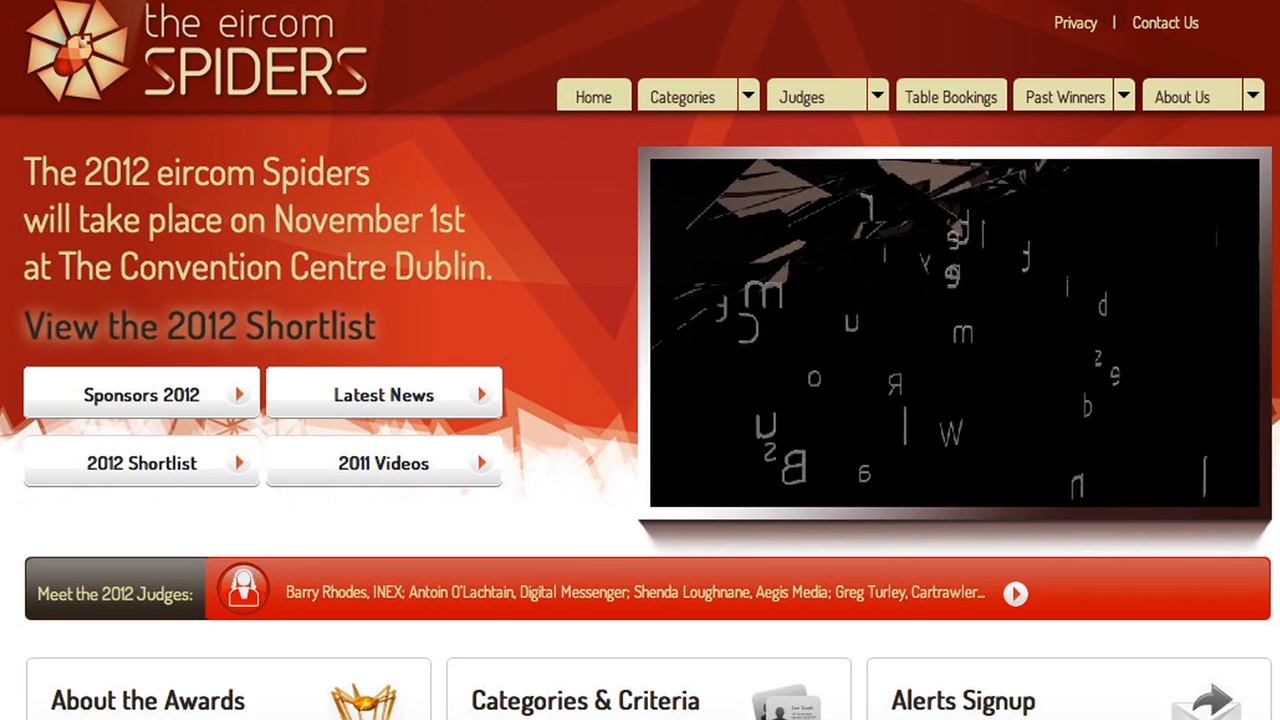 the eircom
SPIDERS
Privacy | Contact Us
Home Categories Judges Table Bookings Past Winners About Us
The 2012 eircom Spiders
will take place on November 1st
at The Convention Centre Dublin.
View the 2012 Shortlist
Sponsors 2012 Latest News
2012 Shortlist 2011 Videos
Meet the 2012 Judges: Barry Rhodes, INEX; Antoin O'Lachtain, Digital Messenger; Shenda Loughnane, Aegis Media; Greg Turley, Cartrawler...
About the Awards Categories & Criteria Alerts Signup